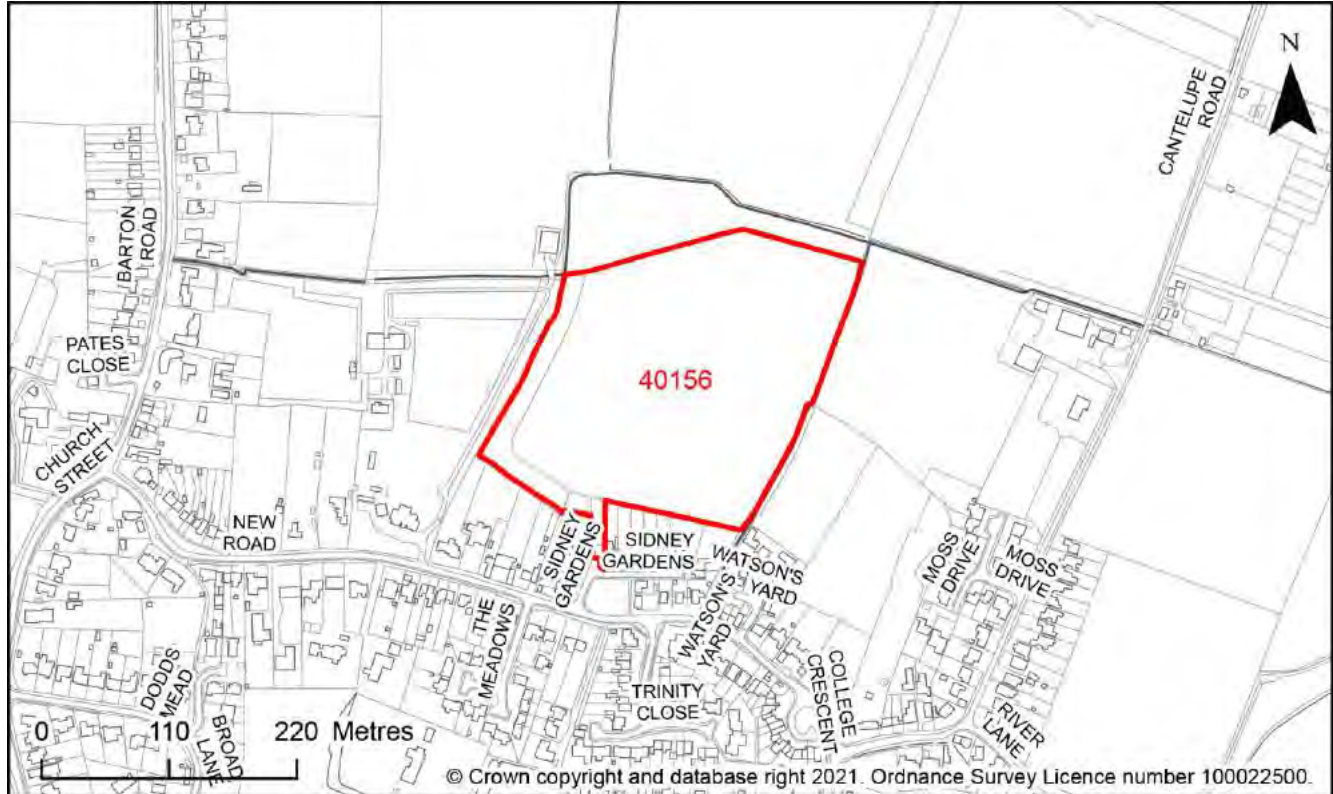 N
CANTELUPE
ROAD
BARTON
ROAD
PATES
CLOSE
40156
CHURCH
STREET
NEW
ROAD
SIDNEY
GARDENS
SIDNEY
GARDENS
WATSON'S
YARD
MOSS
DRIVE
MOSS
DRIVE
THE
MEADOWS
WATSON'S
YARD
DODDS
MEAD
TRINITY
CLOSE
COLLEGE
CRESCENT
RIVER
LANE
BROAD
LANE
0 110 220 Metres
© Crown copyright and database right 2021. Ordnance Survey Licence number 100022500.